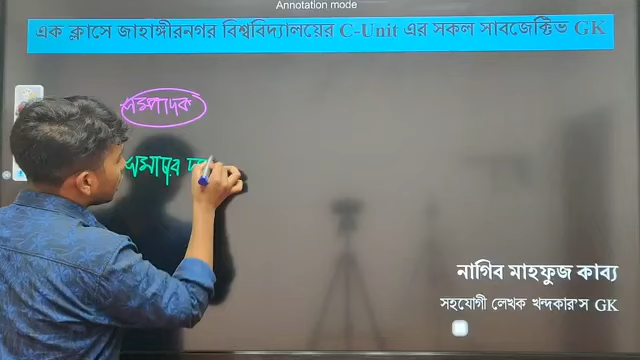 Annotation mode
এক ক্লাসে জাহাঙ্গীরনগর বিশ্ববিদ্যালয়ের C-Unit এর সকল সাবজেক্টিভ GK
সম্পাদক
সমাচার
নাগিব মাহফুজ কাব্য
সহযোগী লেখক খন্দকার’স GK